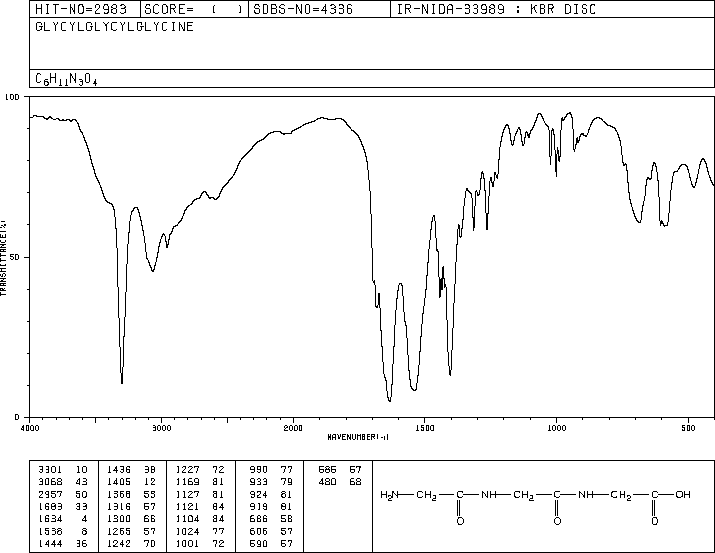 HIT-NO=2983 SCORE= ( ) SDBS-NO=4336 IR-NIDA-33989 : KBR DISC
GLYCYLGLYCYLGLYCINE
C6H11N3O4
100
50
0
TRANSMITTANCE(%)
4000 3000 2000 1500 1000 500
WAVENUMBER(-1)
3301 10 1436 38 1227 72 990 77 686 57
3068 43 1405 12 1169 81 933 79 480 68
2957 50 1368 55 1127 81 924 81
1683 33 1316 57 1121 84 919 81
1634 4 1300 66 1104 84 686 58
1538 8 1265 57 1024 77 606 57
1444 36 1242 70 1001 72 590 57
H2N—CH2—C—NH—CH2—C—NH—CH2—C—OH
O O O